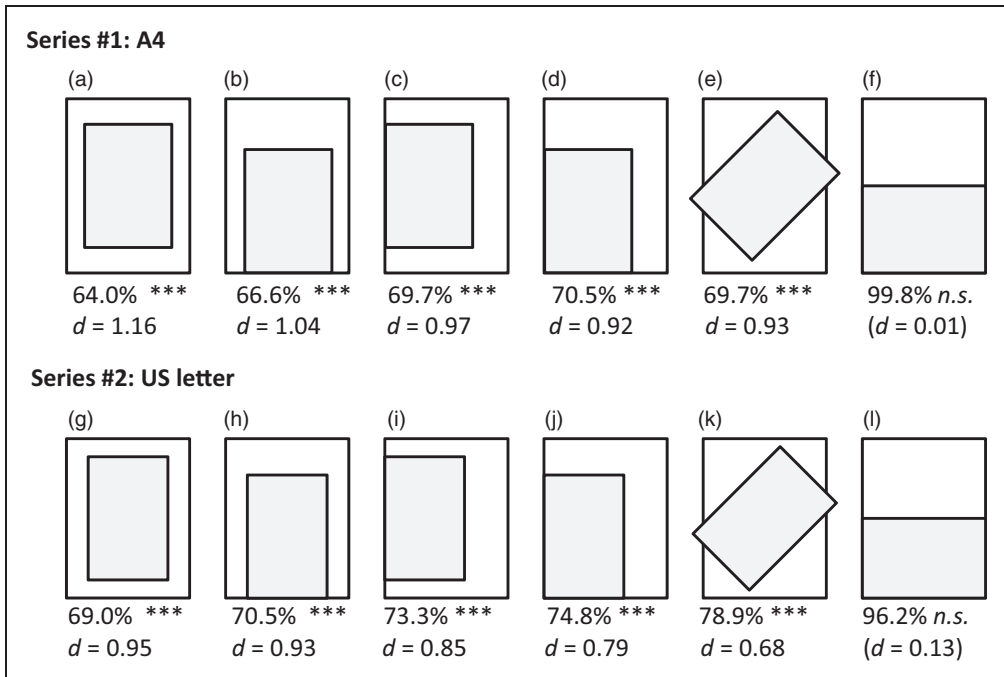 Series #1: A4
(a) (b) (c) (d) (e) (f)
64.0% *** 66.6% *** 69.7% *** 70.5% *** 69.7% *** 99.8% n.s.
d = 1.16 d = 1.04 d = 0.97 d = 0.92 d = 0.93 (d = 0.01)
Series #2: US letter
(g) (h) (i) (j) (k) (l)
69.0% *** 70.5% *** 73.3% *** 74.8% *** 78.9% *** 96.2% n.s.
d = 0.95 d = 0.93 d = 0.85 d = 0.79 d = 0.68 (d = 0.13)